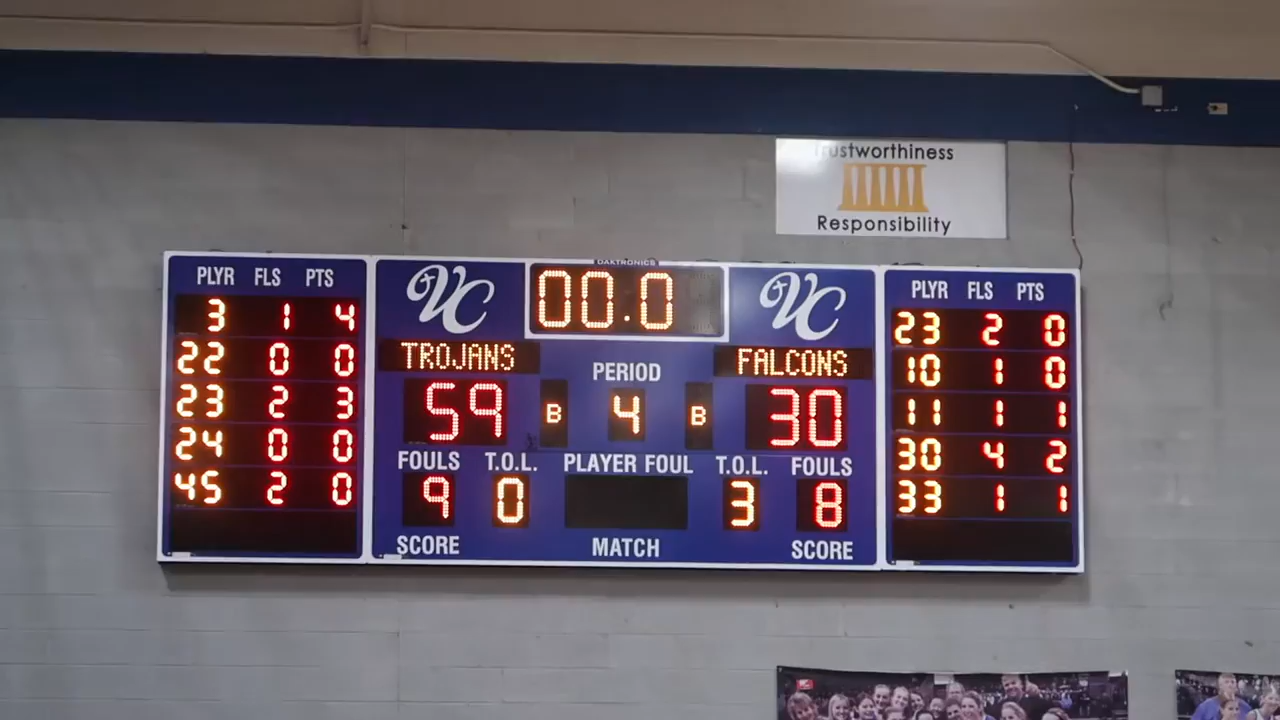 Trustworthiness
Responsibility
DAKTRONICS
PLYR FLS PTS
3 1 4
22 0 0
23 2 3
24 0 0
45 2 0
VC
00.0
VC
TROJANS
FALCONS
PERIOD
59 B 4 B 30
FOULS T.O.L. PLAYER FOUL T.O.L. FOULS
9 0 3 8
SCORE MATCH SCORE
PLYR FLS PTS
23 2 0
10 1 0
11 1 1
30 4 2
33 1 1